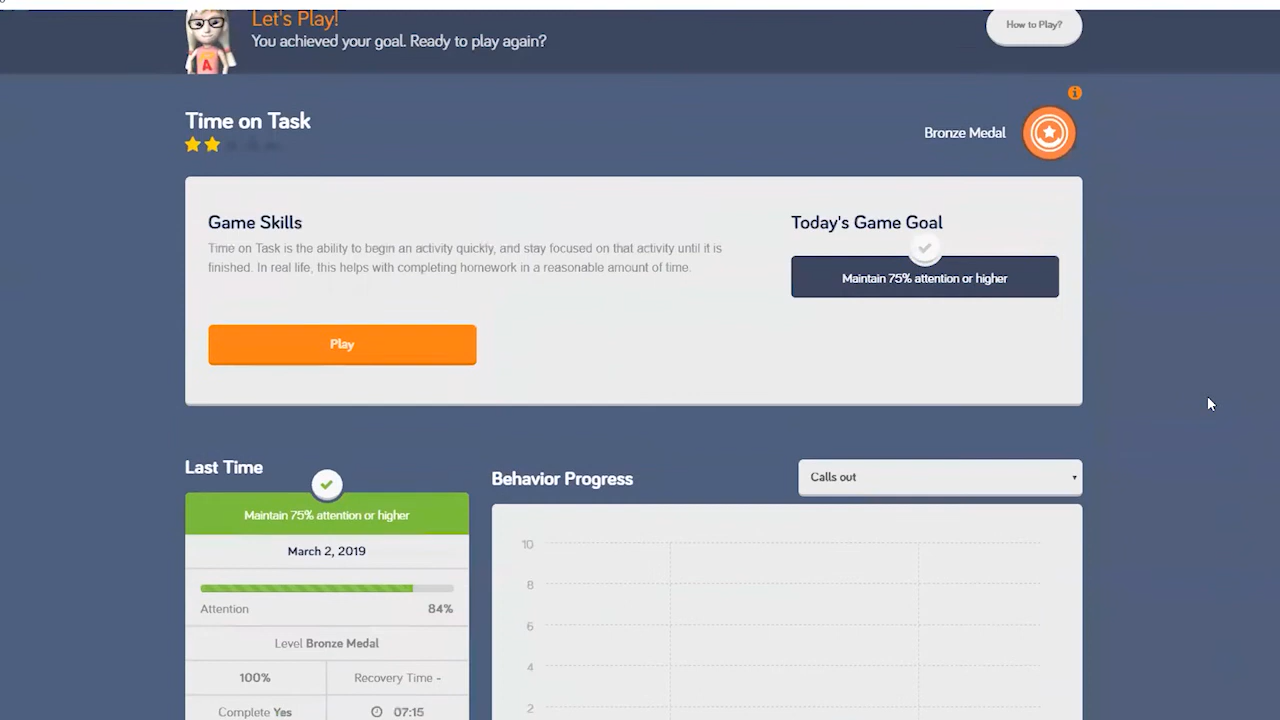 Let's Play!
You achieved your goal. Ready to play again?
How to Play?
A
Time on Task
Bronze Medal
i
Game Skills
Time on Task is the ability to begin an activity quickly, and stay focused on that activity until it is
finished. In real life, this helps with completing homework in a reasonable amount of time.
Play
Today's Game Goal
Maintain 75% attention or higher
Last Time
Maintain 75% attention or higher
March 2, 2019
Attention 84%
Level Bronze Medal
100% Recovery Time -
Complete Yes 07:15
Behavior Progress
Calls out
10
8
6
4
2